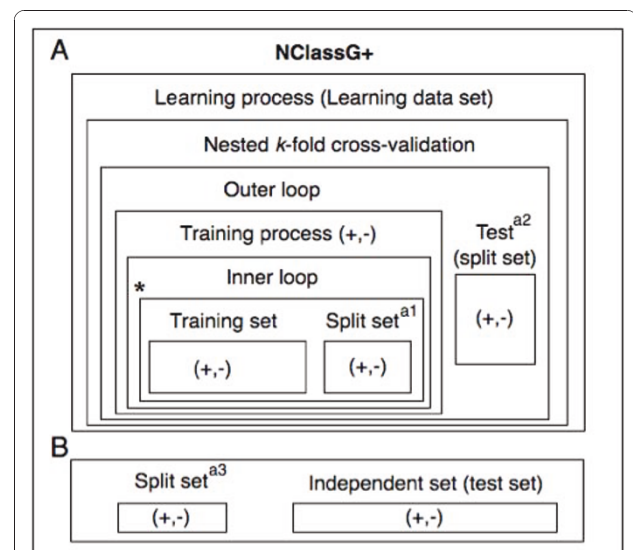 A
NClassG+
Learning process (Learning data set)
Nested k-fold cross-validation
Outer loop
Training process (+,-)
Test^a2
(split set)
Inner loop
*
Training set
Split set^a1
(+,-)
(+,-)
(+,-)
B
Split set^a3
Independent set (test set)
(+,-)
(+,-)